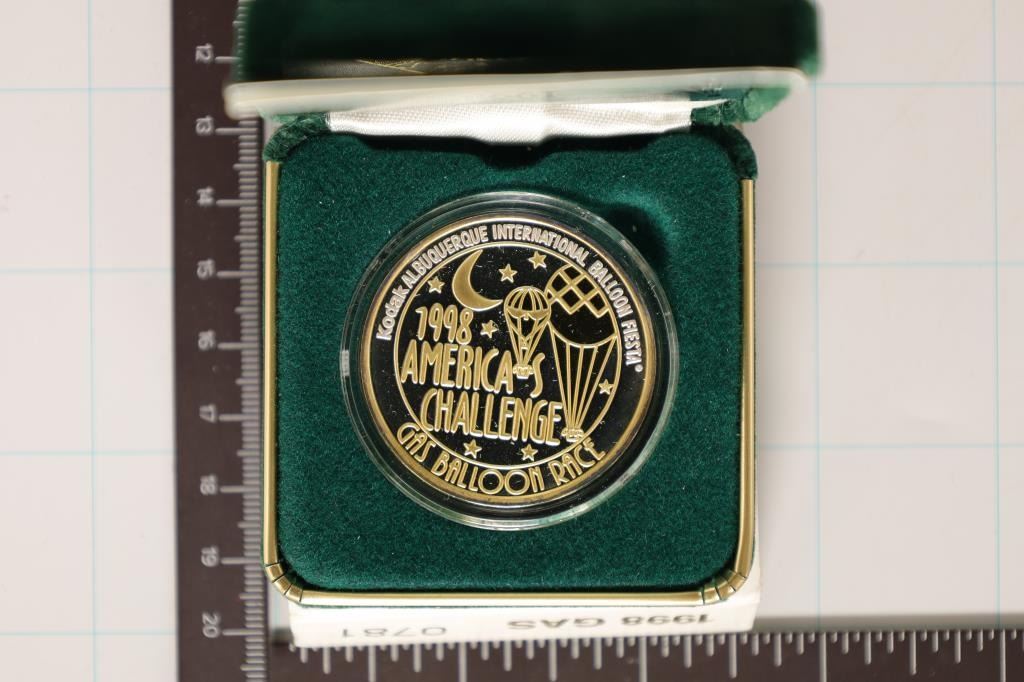 12
13
14
15
16
17
18
19
20
Kodak ALBUQUERQUE INTERNATIONAL BALLOON FIESTA®
1998
AMERICA'S
CHALLENGE
GAS BALLOON RACE
1998 GAS 0781